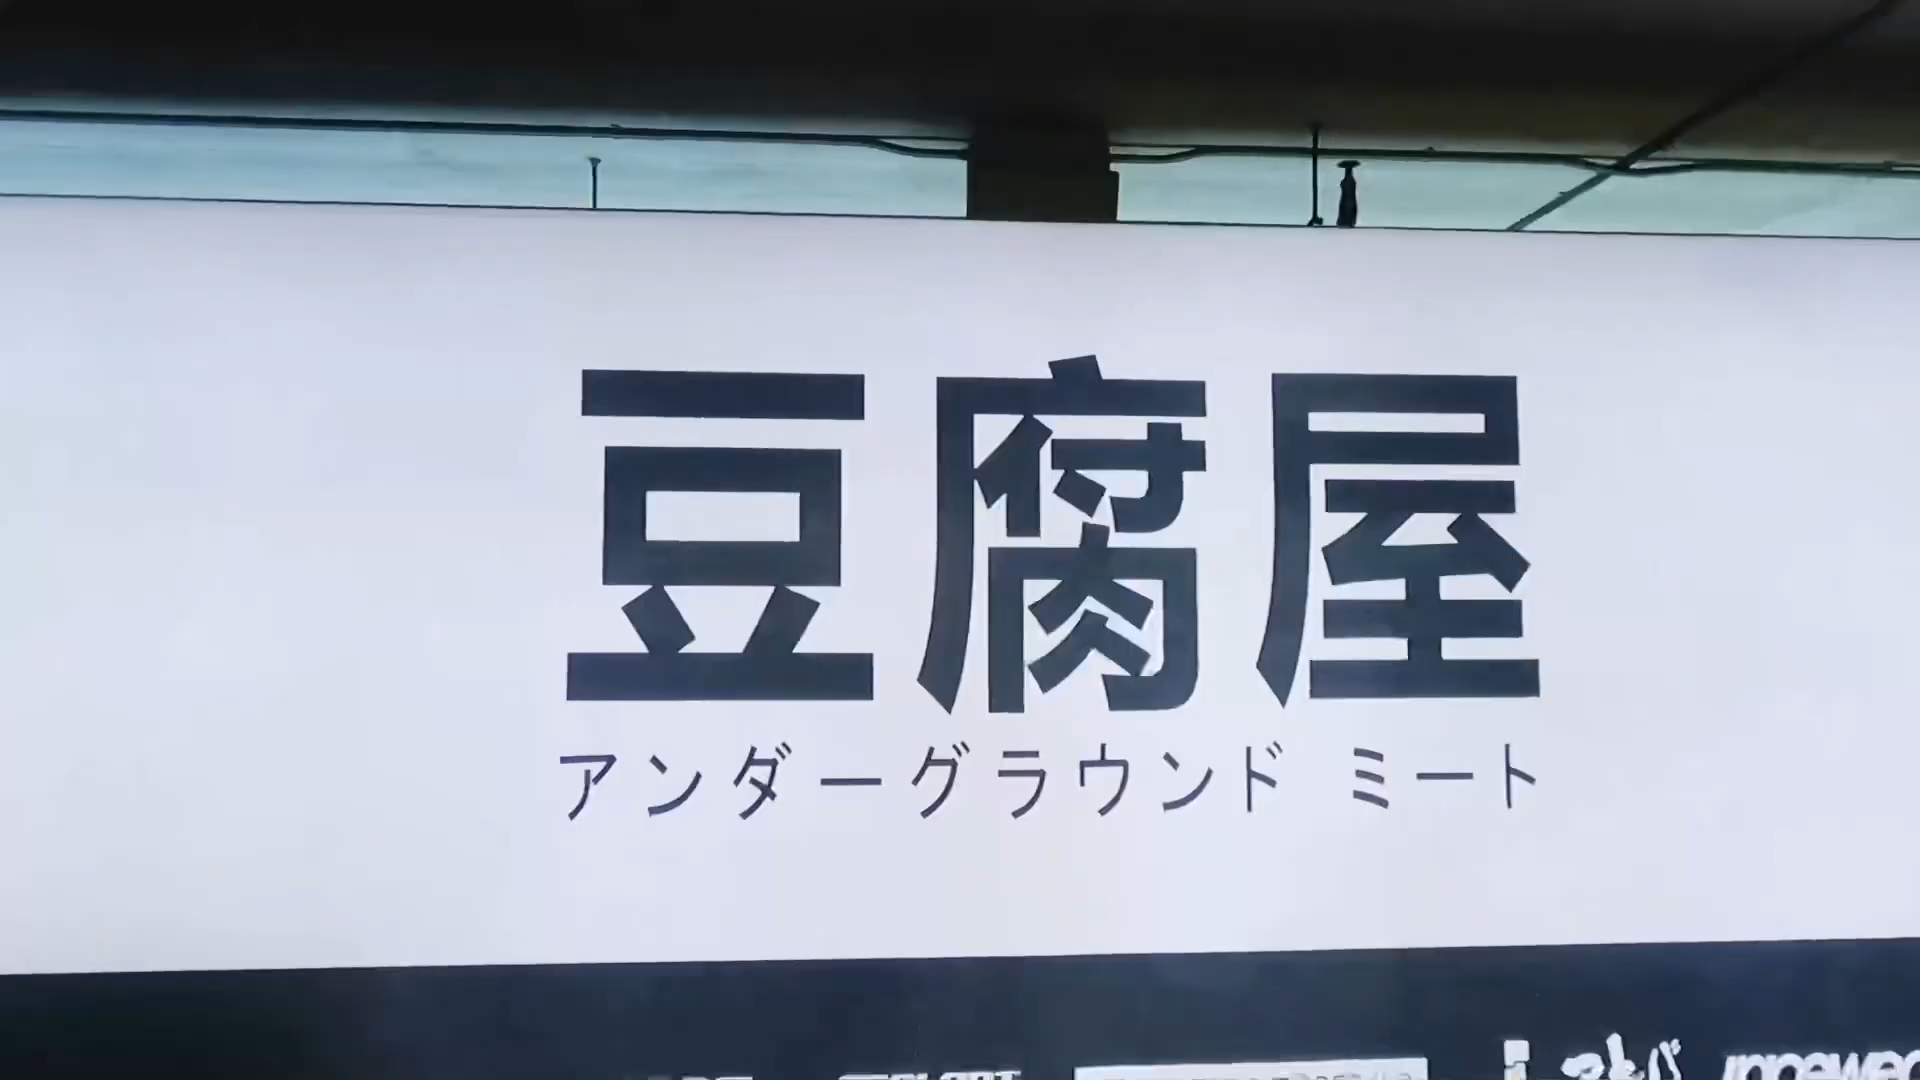 豆腐屋
アンダーグラウンド ミート